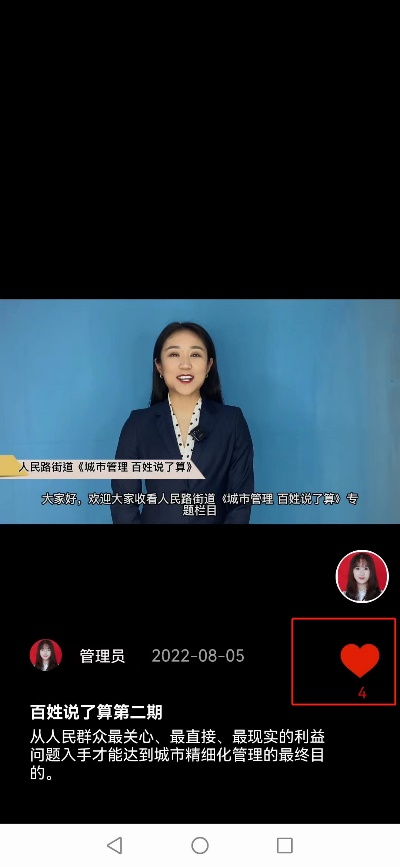 人民路街道《城市管理 百姓说了算》
大家好，欢迎大家收看人民路街道《城市管理 百姓说了算》专
题栏目
管理员 2022-08-05
4
百姓说了算第二期
从人民群众最关心、最直接、最现实的利益
问题入手才能达到城市精细化管理的最终目
的。